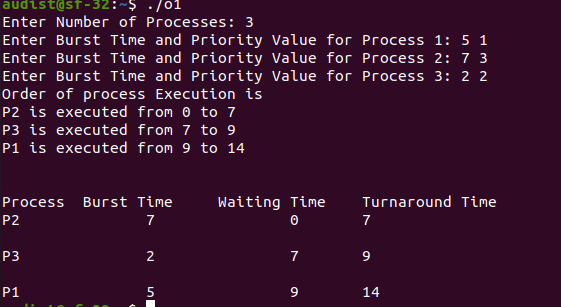 audist@sf-32:~$ ./o1
Enter Number of Processes: 3
Enter Burst Time and Priority Value for Process 1: 5 1
Enter Burst Time and Priority Value for Process 2: 7 3
Enter Burst Time and Priority Value for Process 3: 2 2
Order of process Execution is
P2 is executed from 0 to 7
P3 is executed from 7 to 9
P1 is executed from 9 to 14
Process Burst Time Waiting Time Turnaround Time
P2 7 0 7
P3 2 7 9
P1 5 9 14
audist@sf-32:~$